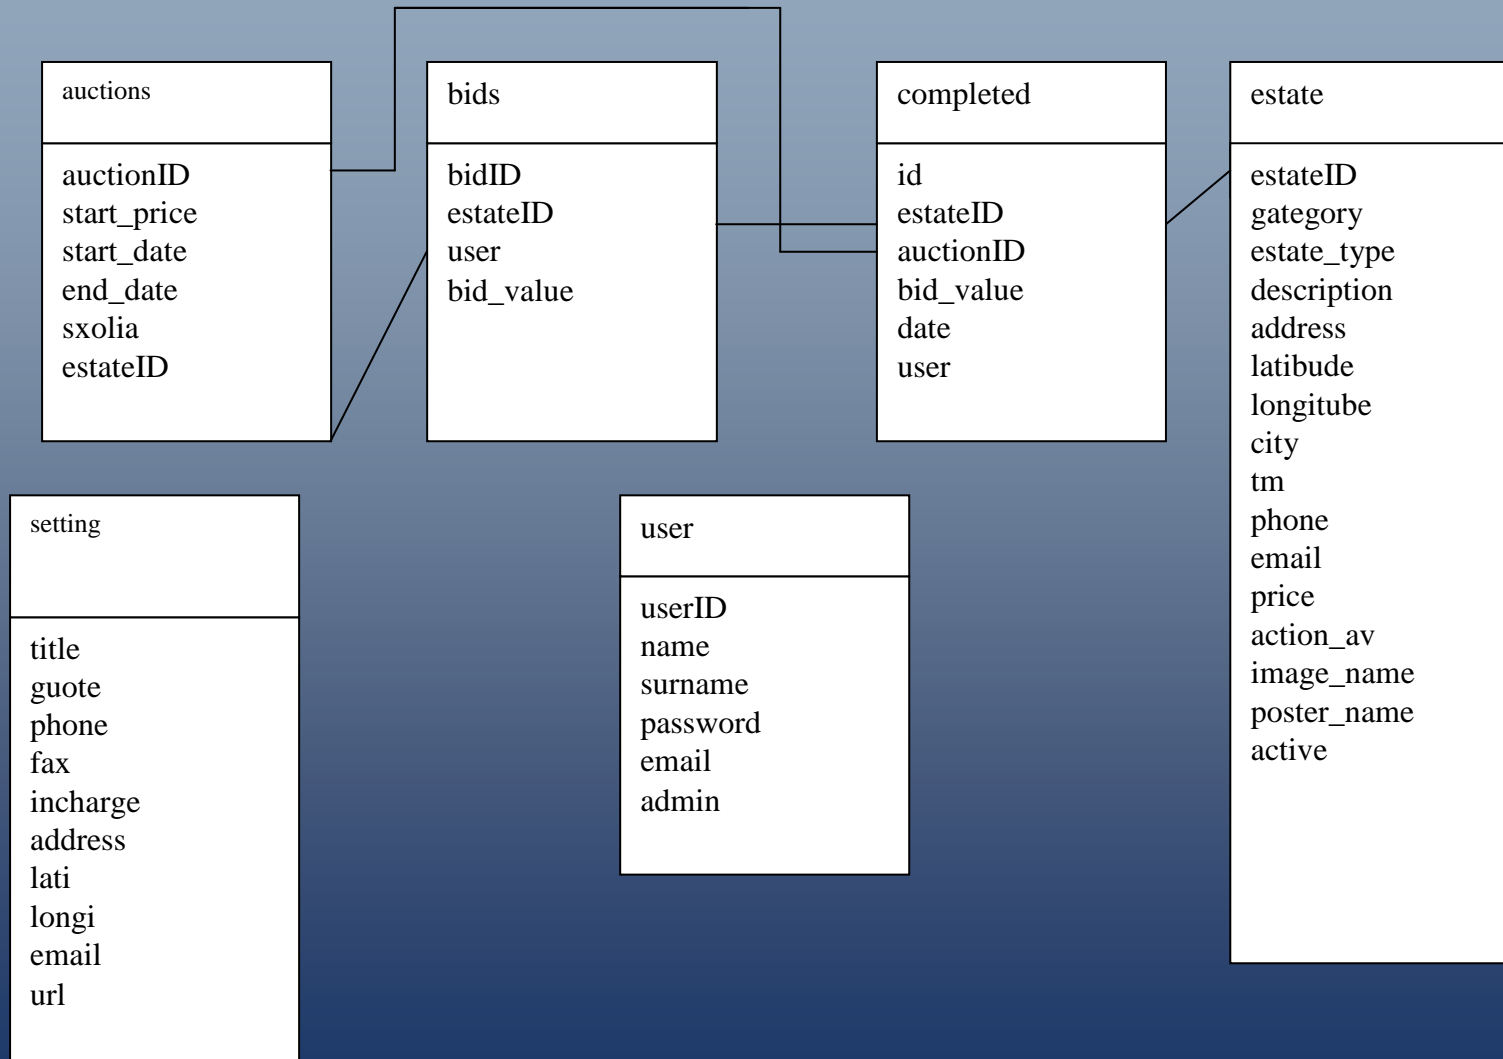 auctions
auctionID
start_price
start_date
end_date
sxolia
estateID
bids
bidID
estateID
user
bid_value
completed
id
estateID
auctionID
bid_value
date
user
estate
estateID
gategory
estate_type
description
address
latibude
longitube
city
tm
phone
email
price
action_av
image_name
poster_name
active
setting
title
guote
phone
fax
incharge
address
lati
longi
email
url
user
userID
name
surname
password
email
admin